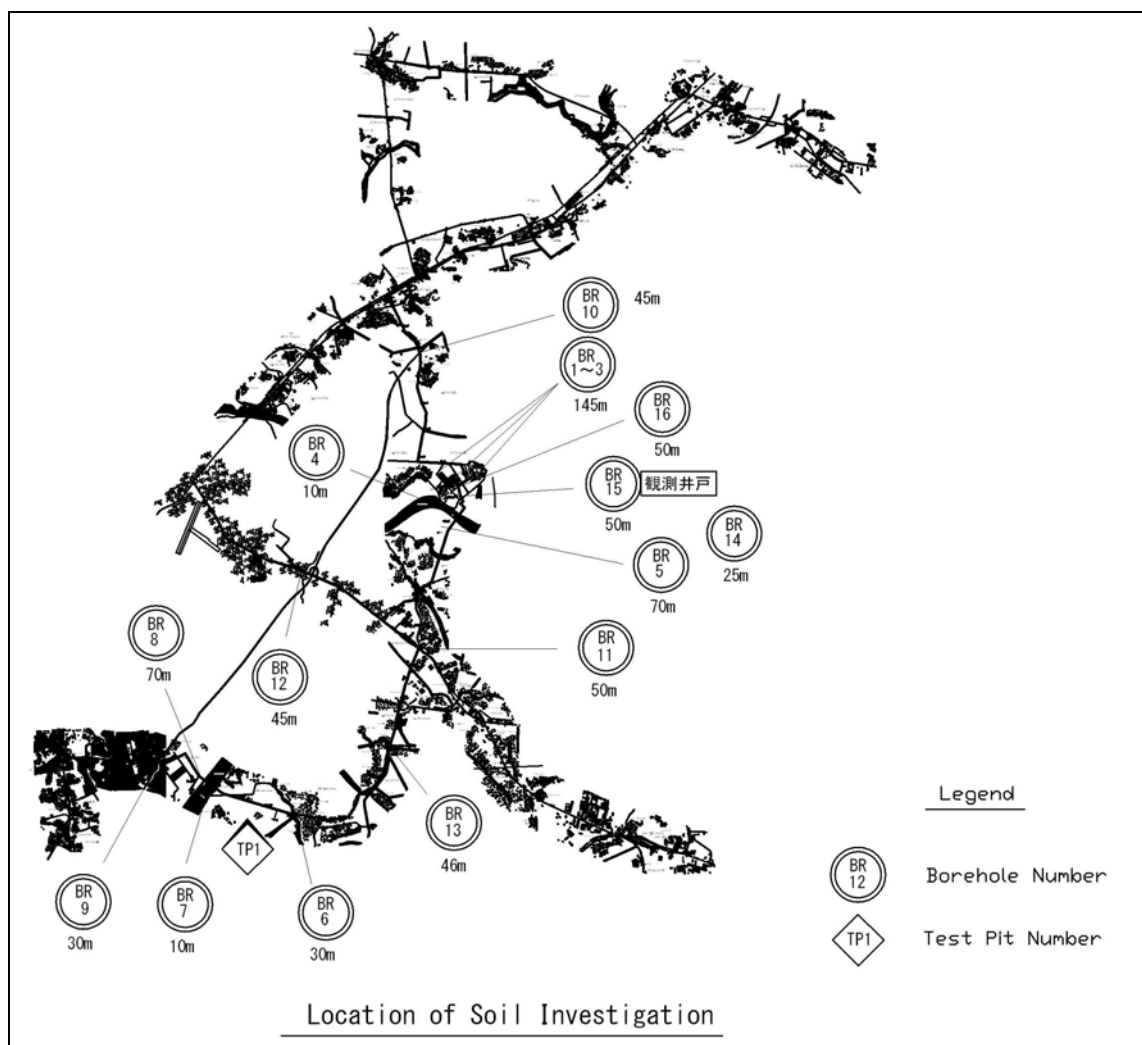 BR
10
45m
BR
1～3
145m
BR
16
50m
BR
4
10m
BR
15
観測井戸
50m
BR
14
25m
BR
5
70m
BR
8
70m
BR
11
50m
BR
12
45m
BR
13
46m
TP1
BR
9
30m
BR
7
10m
BR
6
30m
Legend
BR
12
Borehole Number
TP1
Test Pit Number
Location of Soil Investigation